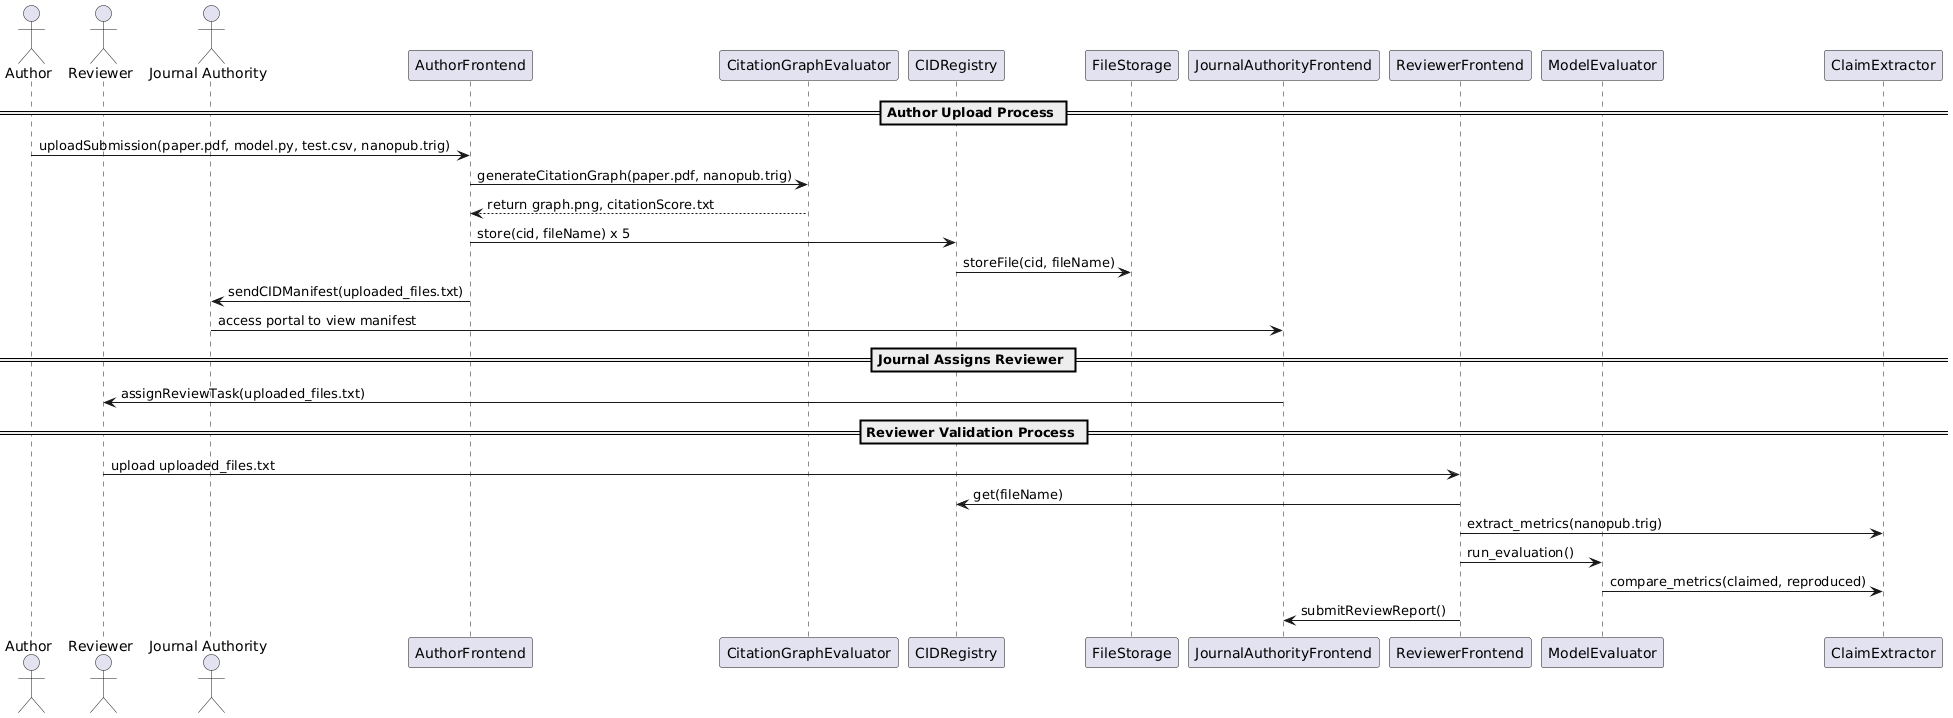 Author
Reviewer
Journal Authority
AuthorFrontend
CitationGraphEvaluator
CIDRegistry
FileStorage
JournalAuthorityFrontend
ReviewerFrontend
ModelEvaluator
ClaimExtractor
Author Upload Process
uploadSubmission(paper.pdf, model.py, test.csv, nanopub.trig)
generateCitationGraph(paper.pdf, nanopub.trig)
return graph.png, citationScore.txt
store(cid, fileName) x 5
storeFile(cid, fileName)
sendCIDManifest(uploaded_files.txt)
access portal to view manifest
Journal Assigns Reviewer
assignReviewTask(uploaded_files.txt)
Reviewer Validation Process
upload uploaded_files.txt
get(fileName)
extract_metrics(nanopub.trig)
run_evaluation()
compare_metrics(claimed, reproduced)
submitReviewReport()
Author
Reviewer
Journal Authority
AuthorFrontend
CitationGraphEvaluator
CIDRegistry
FileStorage
JournalAuthorityFrontend
ReviewerFrontend
ModelEvaluator
ClaimExtractor